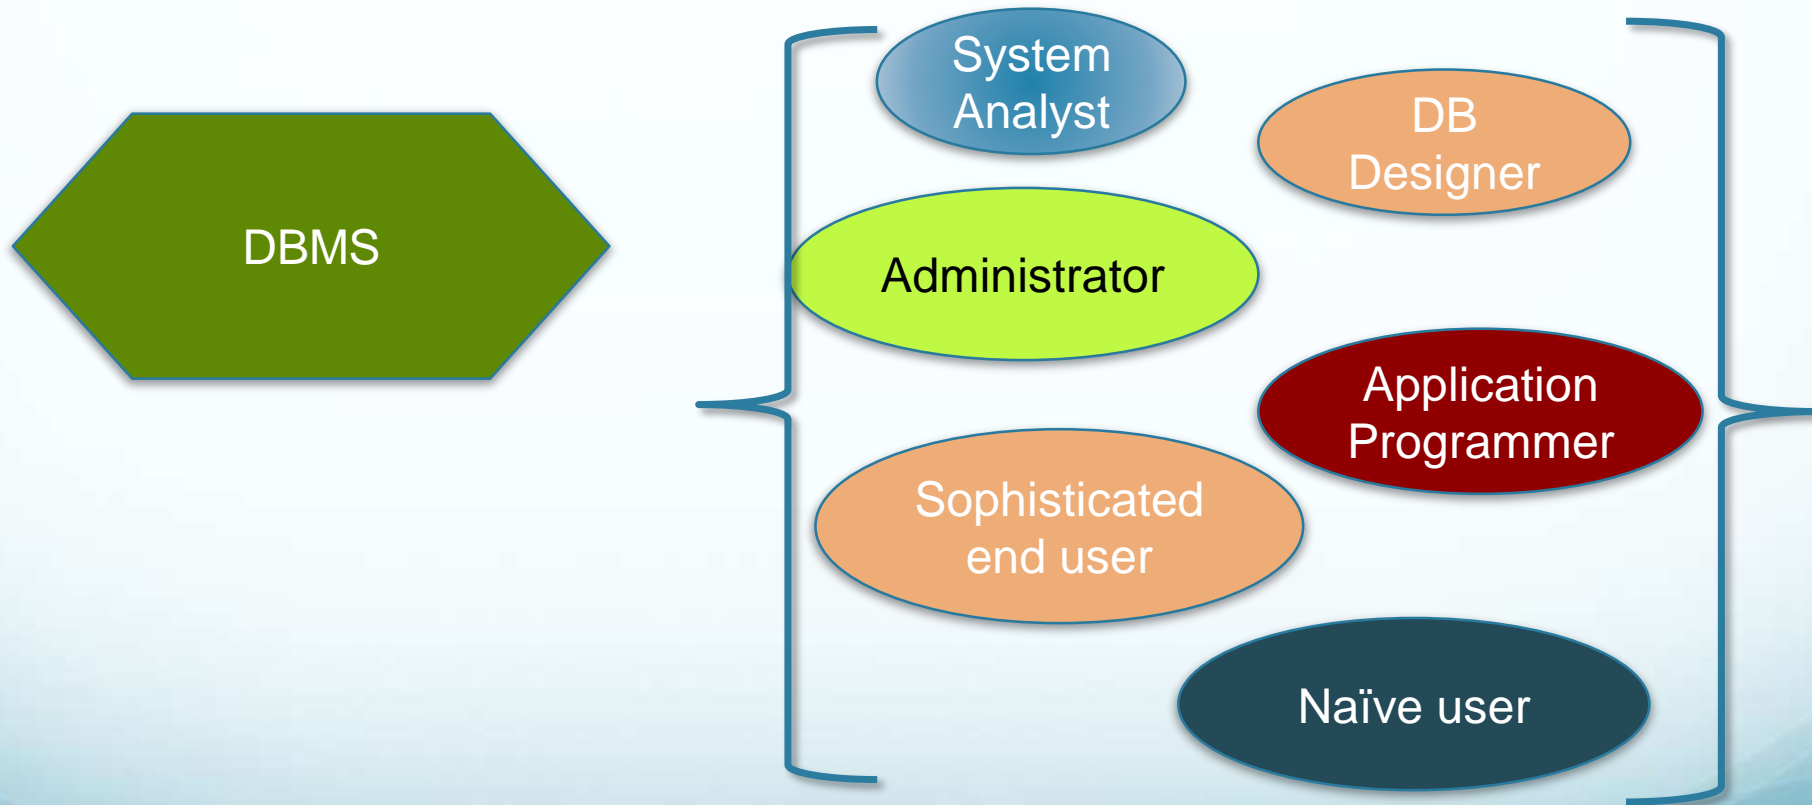 DBMS
System
Analyst
DB
Designer
Administrator
Application
Programmer
Sophisticated
end user
Naïve user